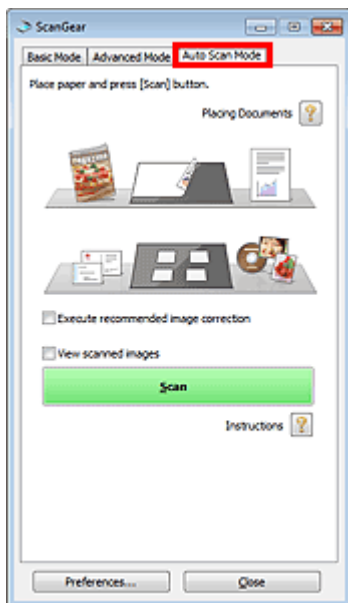 ScanGear
Basic Mode Advanced Mode Auto Scan Mode
Place paper and press [Scan] button.
Placing Documents ?
Execute recommended image correction
View scanned images
Scan
Instructions ?
Preferences... Close